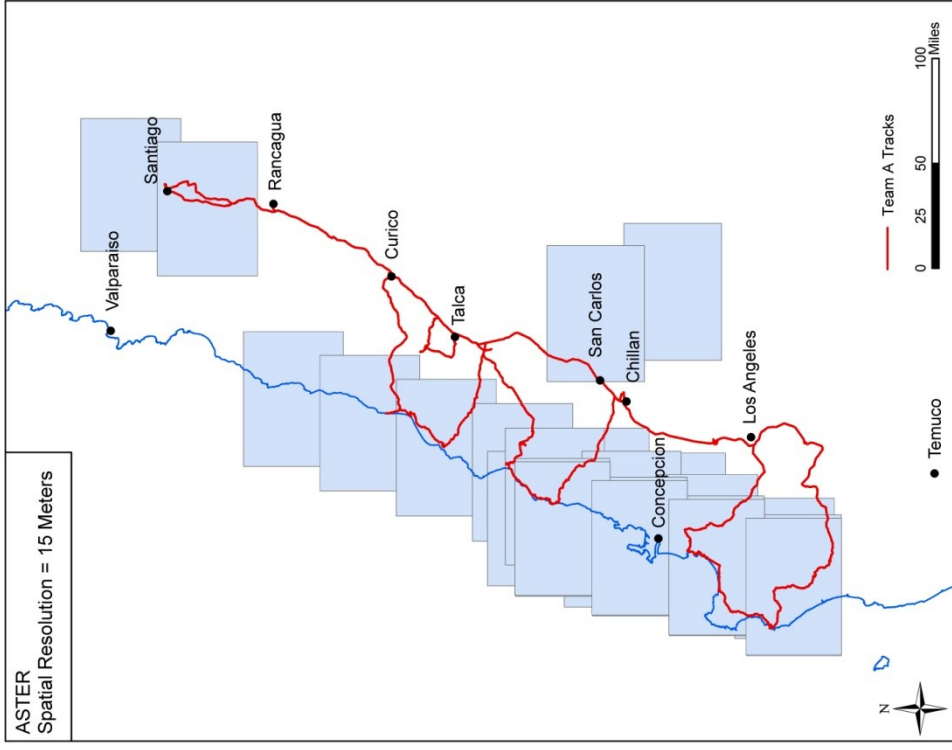 ASTER
Spatial Resolution = 15 Meters
Valparaiso
Santiago
Rancagua
Curico
Talca
San Carlos
Chillan
Concepcion
Los Angeles
Temuco
Team A Tracks
0 25 50 100
Miles
N